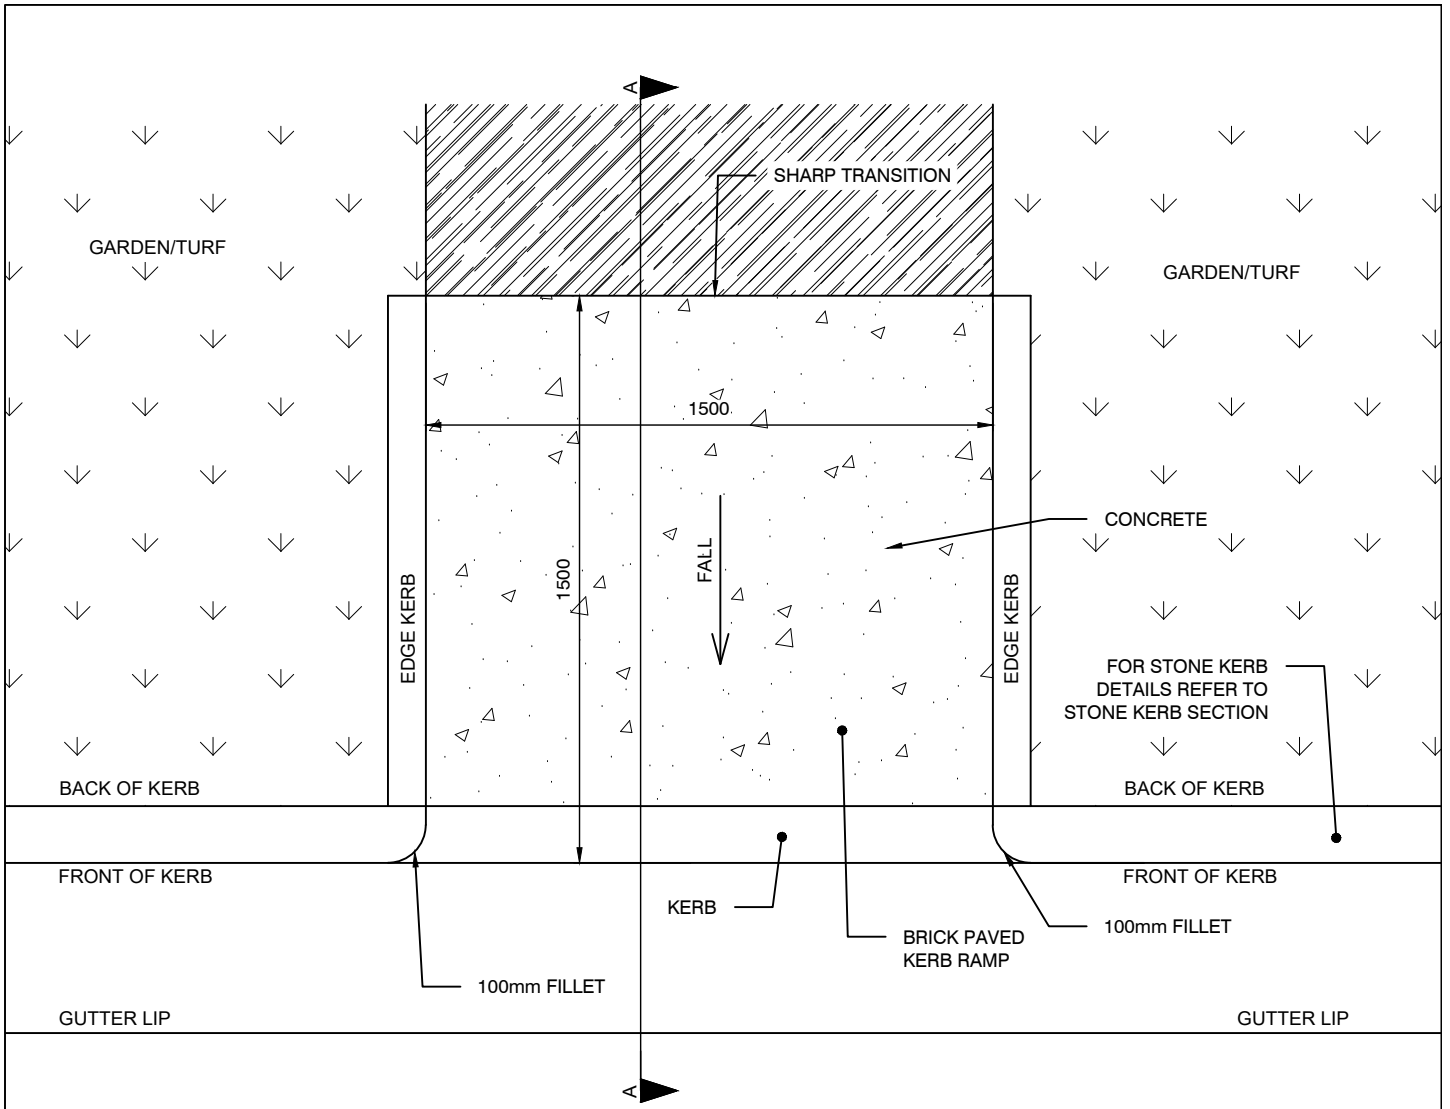 A
SHARP TRANSITION
GARDEN/TURF
GARDEN/TURF
1500
CONCRETE
1500
FALL
EDGE KERB
EDGE KERB
FOR STONE KERB
DETAILS REFER TO
STONE KERB SECTION
BACK OF KERB
BACK OF KERB
FRONT OF KERB
FRONT OF KERB
KERB
100mm FILLET
BRICK PAVED
KERB RAMP
100mm FILLET
GUTTER LIP
GUTTER LIP
A